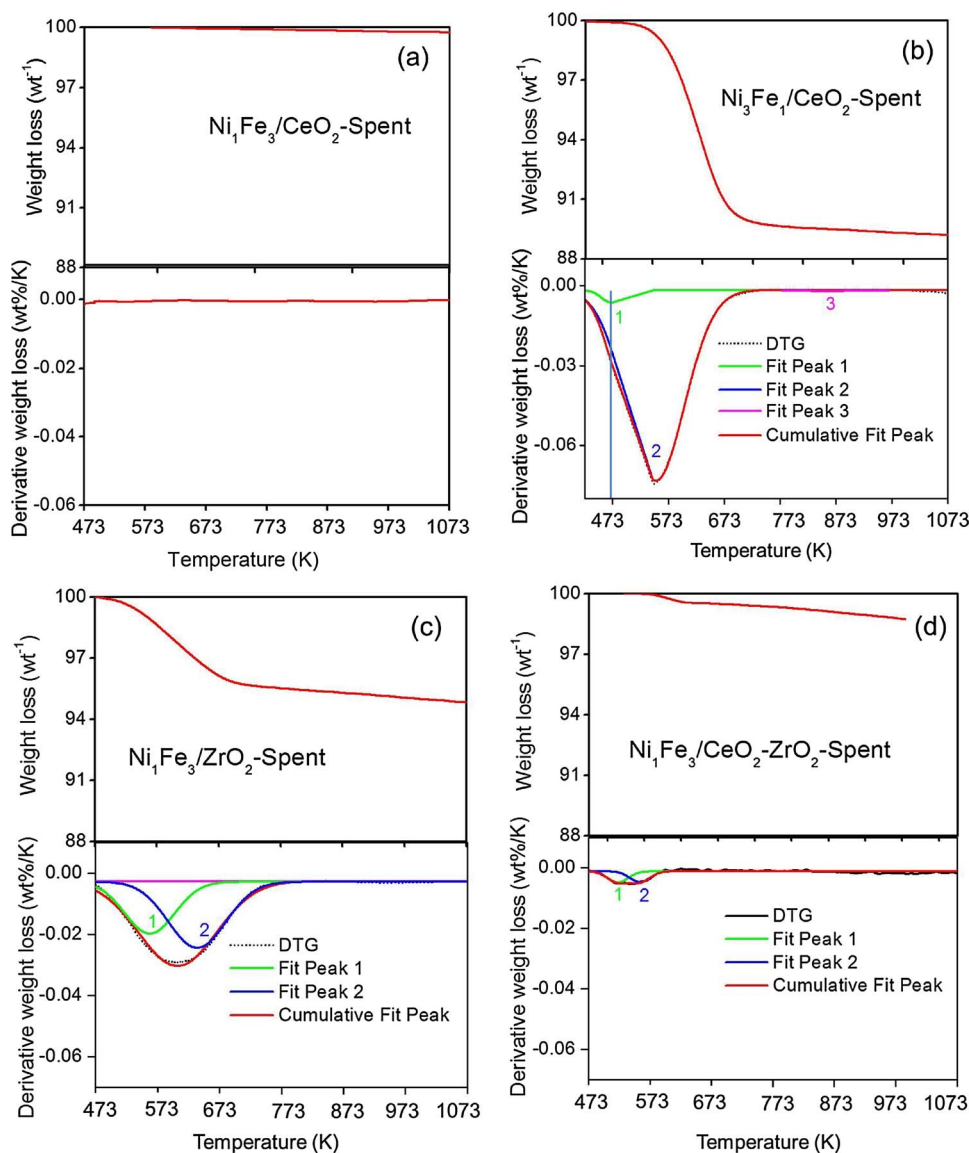 (a)
Ni₁Fe₃/CeO₂-Spent
Weight loss (wt⁻¹)
100
97
94
91
88
Derivative weight loss (wt%/K)
0.00
-0.02
-0.04
-0.06
473 573 673 773 873 973 1073
Temperature (K)
(b)
Ni₃Fe₁/CeO₂-Spent
Weight loss (wt⁻¹)
100
97
94
91
88
Derivative weight loss (wt%/K)
0.00
-0.03
-0.06
1
2
3
DTG
Fit Peak 1
Fit Peak 2
Fit Peak 3
Cumulative Fit Peak
473 573 673 773 873 973 1073
Temperature (K)
(c)
Ni₁Fe₃/ZrO₂-Spent
Weight loss (wt⁻¹)
100
97
94
91
88
Derivative weight loss (wt%/K)
0.00
-0.02
-0.04
-0.06
1
2
DTG
Fit Peak 1
Fit Peak 2
Cumulative Fit Peak
473 573 673 773 873 973 1073
Temperature (K)
(d)
Ni₁Fe₃/CeO₂-ZrO₂-Spent
Weight loss (wt⁻¹)
100
97
94
91
88
Derivative weight loss (wt%/K)
0.00
-0.02
-0.04
-0.06
1
2
DTG
Fit Peak 1
Fit Peak 2
Cumulative Fit Peak
473 573 673 773 873 973 1073
Temperature (K)